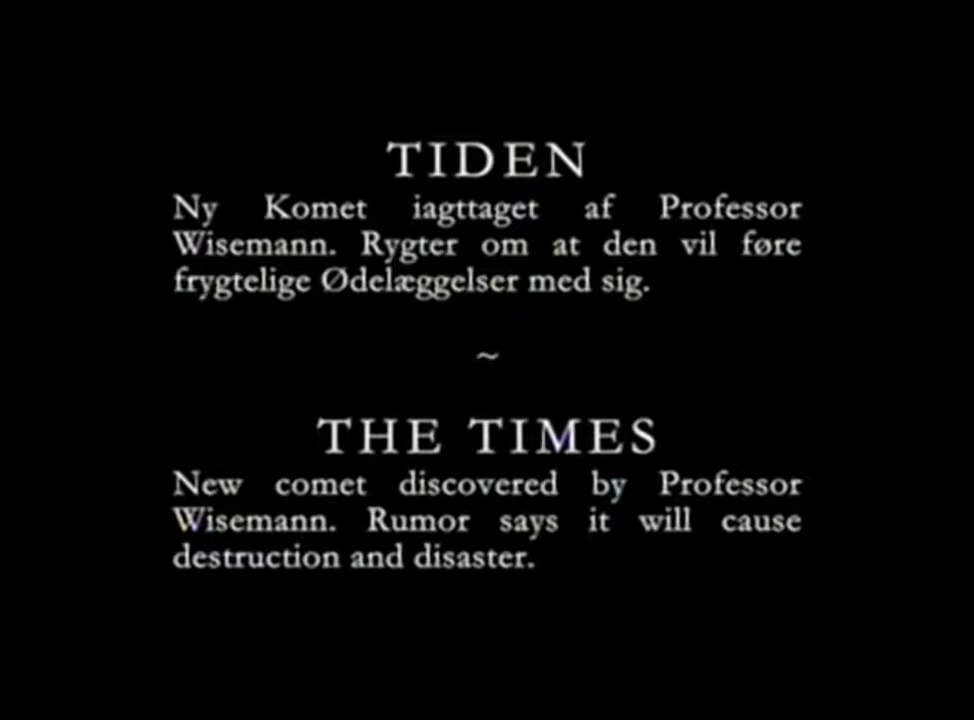 TIDEN
Ny Komet iagttaget af Professor
Wisemann. Rygter om at den vil føre
frygtelige Ødelæggelser med sig.
~
THE TIMES
New comet discovered by Professor
Wisemann. Rumor says it will cause
destruction and disaster.